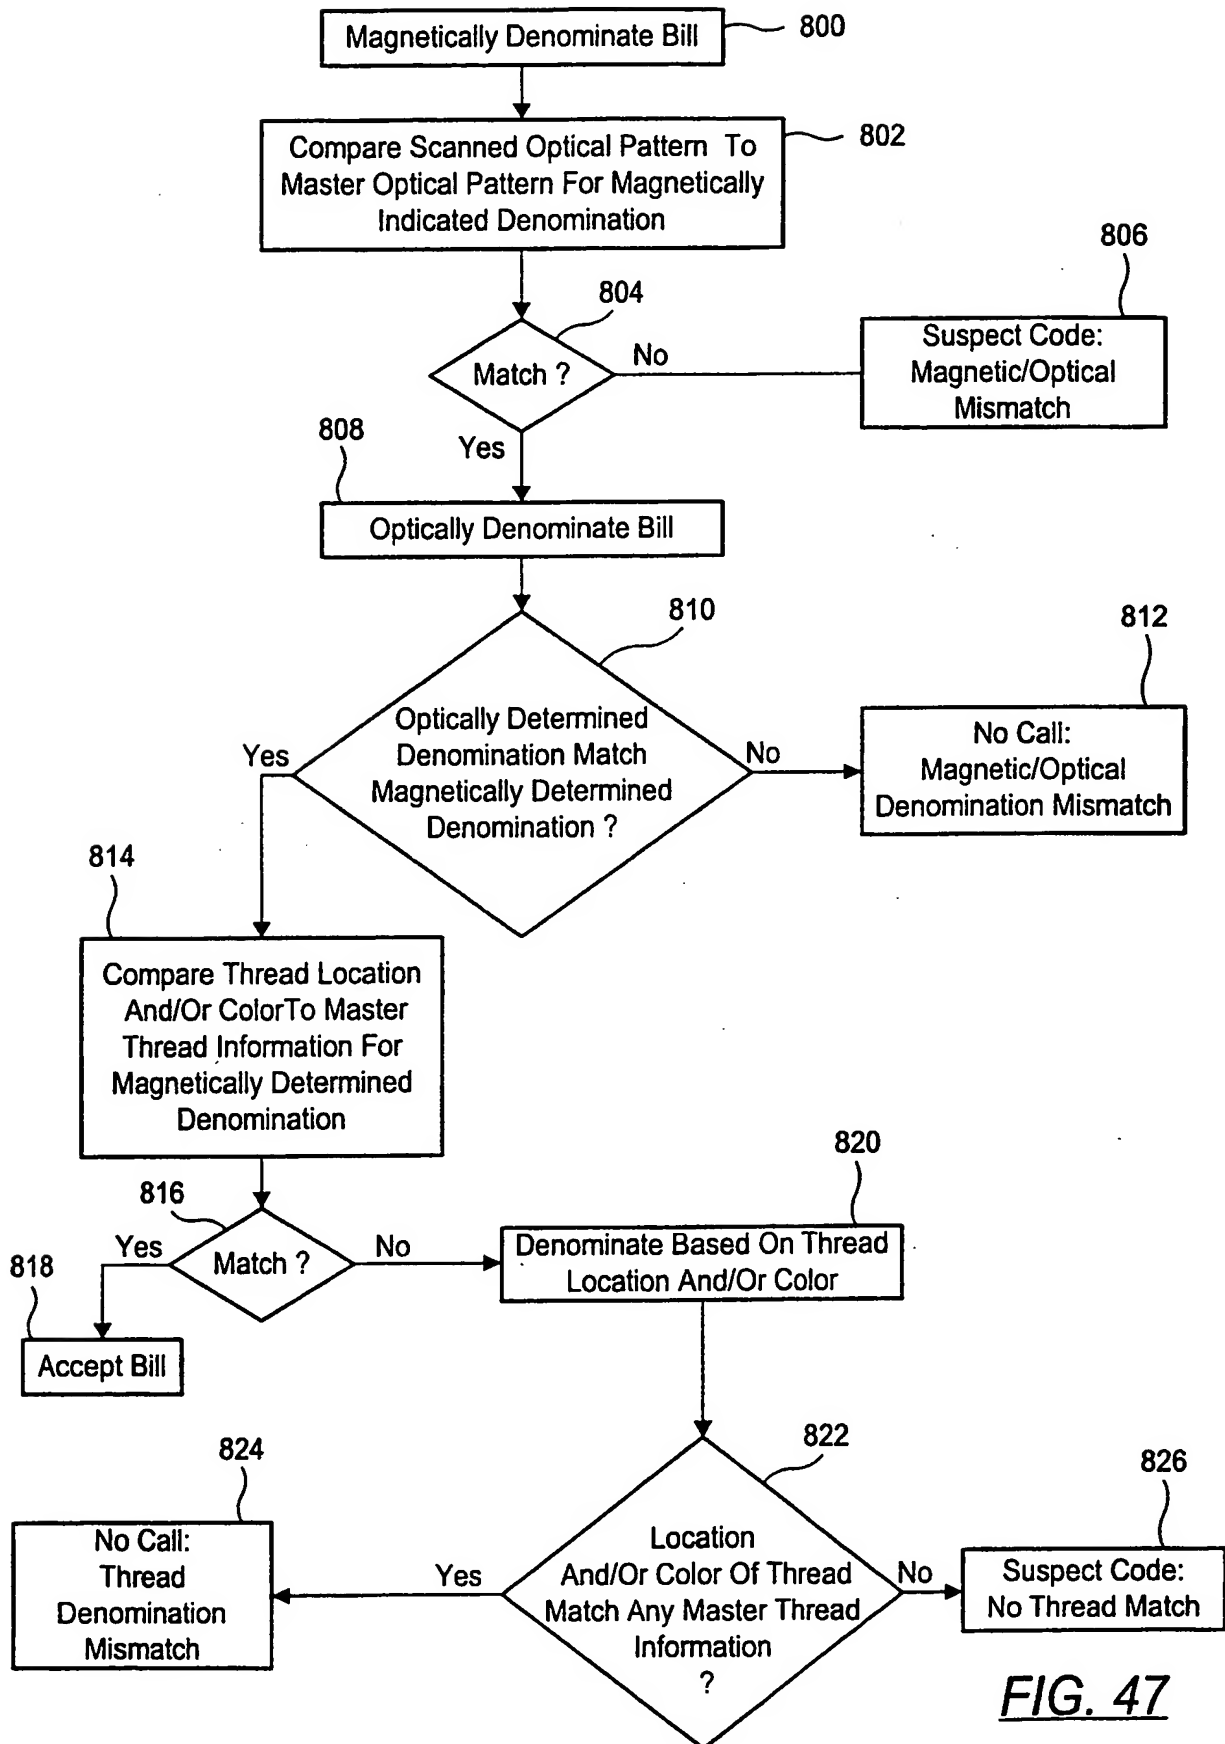 Magnetically Denominate Bill
800
Compare Scanned Optical Pattern To
Master Optical Pattern For Magnetically
Indicated Denomination
802
804
Match ?
No
Yes
806
Suspect Code:
Magnetic/Optical
Mismatch
808
Optically Denominate Bill
810
Optically Determined
Denomination Match
Magnetically Determined
Denomination ?
Yes
No
812
No Call:
Magnetic/Optical
Denomination Mismatch
814
Compare Thread Location
And/Or ColorTo Master
Thread Information For
Magnetically Determined
Denomination
816
Match ?
Yes
No
818
Accept Bill
820
Denominate Based On Thread
Location And/Or Color
822
Location
And/Or Color Of Thread
Match Any Master Thread
Information
?
Yes
No
824
No Call:
Thread
Denomination
Mismatch
826
Suspect Code:
No Thread Match
FIG. 47